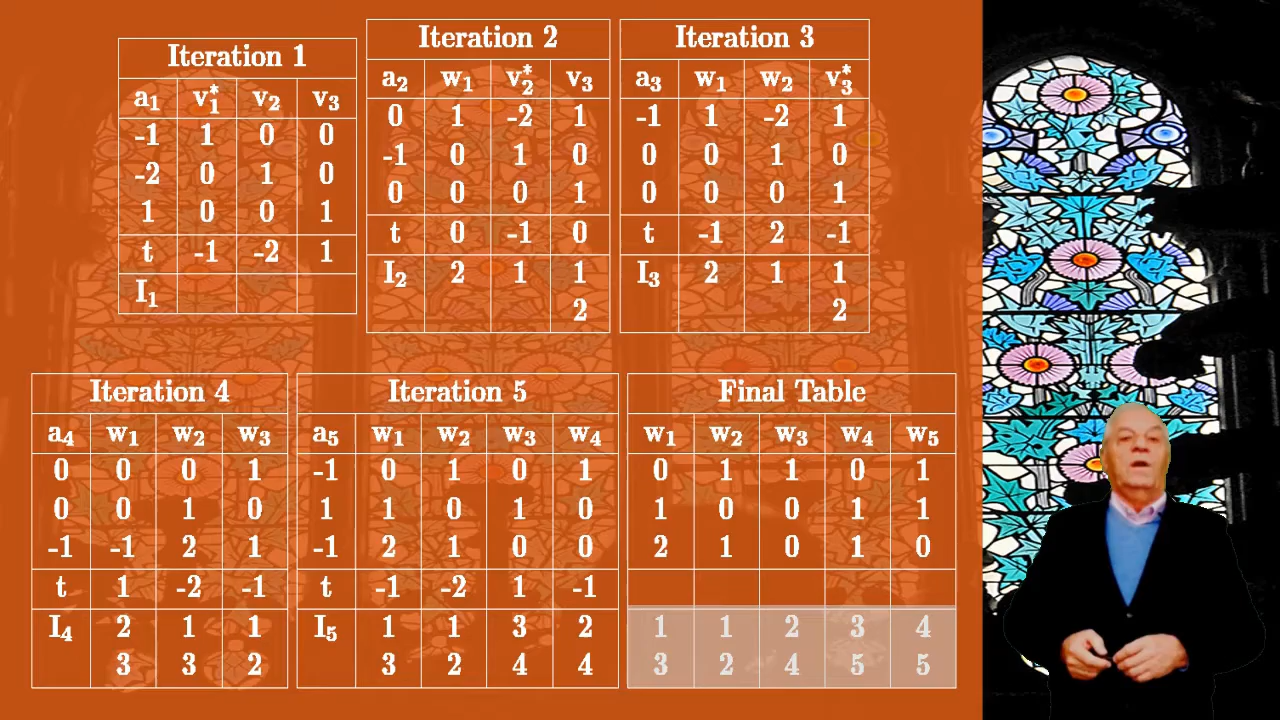 Iteration 1
a₁ v₁* v₂ v₃
-1 1 0 0
-2 0 1 0
1 0 0 1
t -1 -2 1
I₁
Iteration 2
a₂ w₁ v₂* v₃
0 1 -2 1
-1 0 1 0
0 0 0 1
t 0 -1 0
I₂ 2 1 1
2
Iteration 3
a₃ w₁ w₂ v₃*
-1 1 -2 1
0 0 1 0
0 0 0 1
t -1 2 -1
I₃ 2 1 1
2
Iteration 4
a₄ w₁ w₂ w₃
0 0 0 1
0 0 1 0
-1 -1 2 1
t 1 -2 -1
I₄ 2 1 1
3 3 2
Iteration 5
a₅ w₁ w₂ w₃ w₄
-1 0 1 0 1
1 1 0 1 0
-1 2 1 0 0
t -1 -2 1 -1
I₅ 1 1 3 2
3 2 4 4
Final Table
w₁ w₂ w₃ w₄ w₅
0 1 1 0 1
1 0 0 1 1
2 1 0 1 0
1 1 2 3 4
3 2 4 5 5